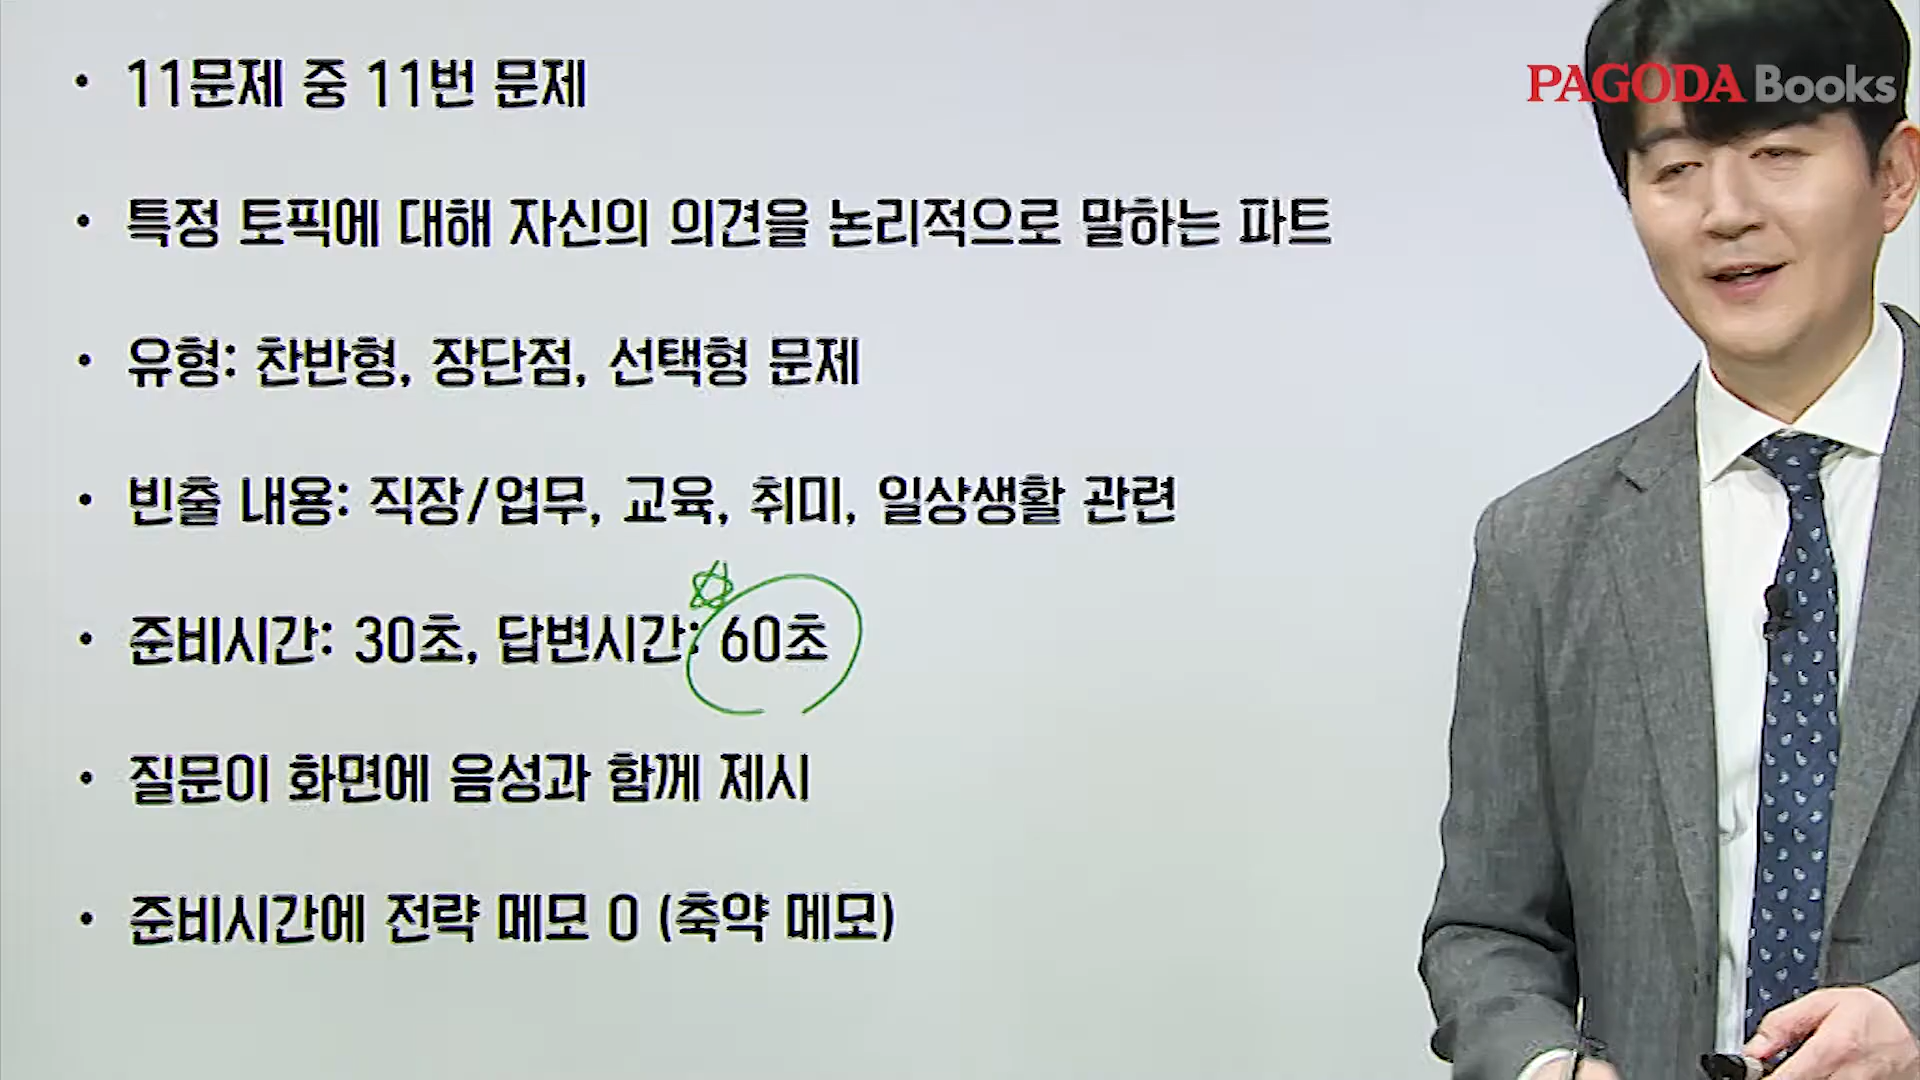 • 11문제 중 11번 문제
PAGODA Books
• 특정 토픽에 대해 자신의 의견을 논리적으로 말하는 파트
• 유형: 찬반형, 장단점, 선택형 문제
• 빈출 내용: 직장/업무, 교육, 취미, 일상생활 관련
• 준비시간: 30초, 답변시간: 60초
• 질문이 화면에 음성과 함께 제시
• 준비시간에 전략 메모 O (축약 메모)